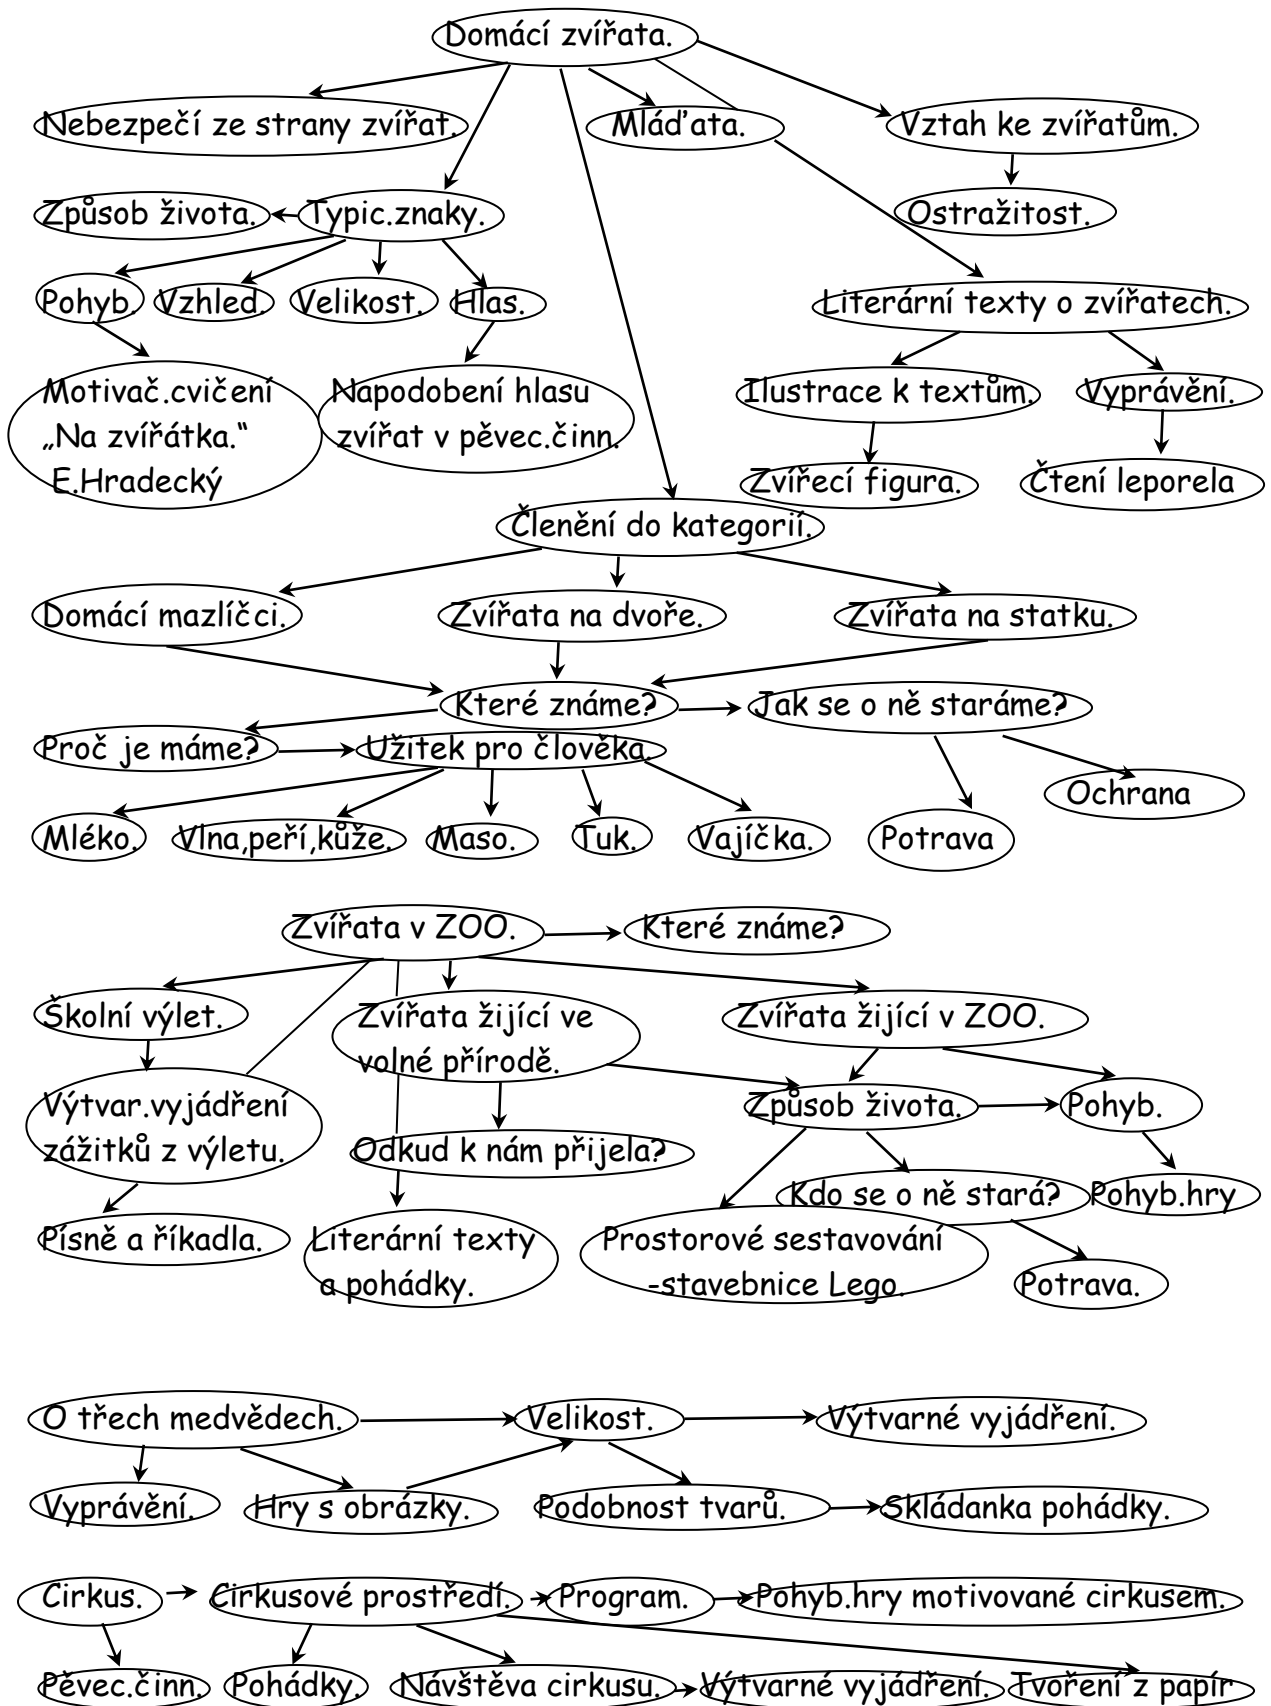 Domácí zvířata.
Nebezpečí ze strany zvířat. Mláďata. Vztah ke zvířatům.
Způsob života. Typic.znaky. Ostražitost.
Pohyb. Vzhled. Velikost. Hlas. Literární texty o zvířatech.
Motivač.cvičení Napodobení hlasu Ilustrace k textům. Vyprávění.
„Na zvířátka.“ zvířat v pěvec.činn.
E.Hradecký Zvířecí figura. Čtení leporela
Členění do kategorií.
Domácí mazlíčci. Zvířata na dvoře. Zvířata na statku.
Které známe? Jak se o ně staráme?
Proč je máme? Užitek pro člověka.
Ochrana
Mléko. Vlna,peří,kůže. Maso. Tuk. Vajíčka. Potrava
Zvířata v ZOO. Které známe?
Školní výlet. Zvířata žijící ve Zvířata žijící v ZOO.
volné přírodě.
Výtvar.vyjádření Způsob života. Pohyb.
zážitků z výletu. Odkud k nám přijela?
Kdo se o ně stará? Pohyb.hry
Písně a říkadla. Literární texty Prostorové sestavování
a pohádky. -stavebnice Lego. Potrava.
O třech medvědech. Velikost. Výtvarné vyjádření.
Vyprávění. Hry s obrázky. Podobnost tvarů. Skládanka pohádky.
Cirkus. Cirkusové prostředí. Program. Pohyb.hry motivované cirkusem.
Pěvec.činn. Pohádky. Návštěva cirkusu. Výtvarné vyjádření. Tvoření z papír